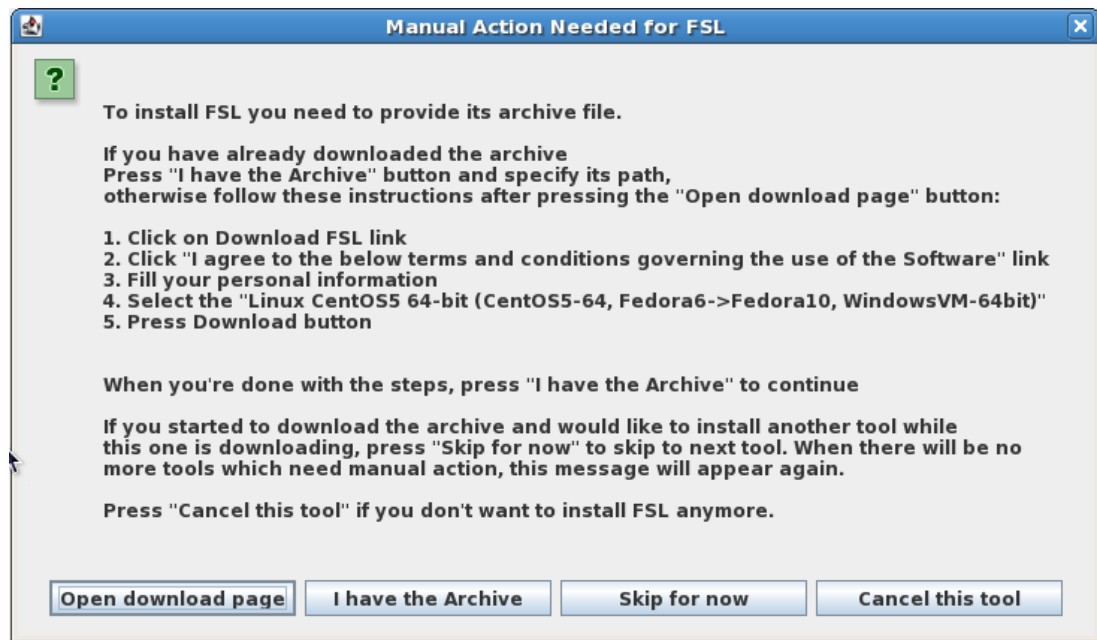 Manual Action Needed for FSL
?
To install FSL you need to provide its archive file.
If you have already downloaded the archive
Press "I have the Archive" button and specify its path,
otherwise follow these instructions after pressing the "Open download page" button:
1. Click on Download FSL link
2. Click "I agree to the below terms and conditions governing the use of the Software" link
3. Fill your personal information
4. Select the "Linux CentOS5 64-bit (CentOS5-64, Fedora6->Fedora10, WindowsVM-64bit)"
5. Press Download button
When you're done with the steps, press "I have the Archive" to continue
If you started to download the archive and would like to install another tool while
this one is downloading, press "Skip for now" to skip to next tool. When there will be no
more tools which need manual action, this message will appear again.
Press "Cancel this tool" if you don't want to install FSL anymore.
Open download page I have the Archive Skip for now Cancel this tool